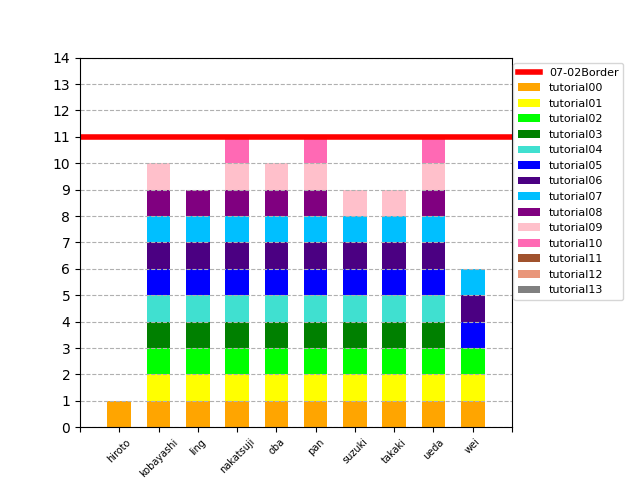 14
13
12
11
10
9
8
7
6
5
4
3
2
1
0
hiroto
kobayashi
ling
nakatsuji
oba
pan
suzuki
takaki
ueda
wei
07-02Border
tutorial00
tutorial01
tutorial02
tutorial03
tutorial04
tutorial05
tutorial06
tutorial07
tutorial08
tutorial09
tutorial10
tutorial11
tutorial12
tutorial13